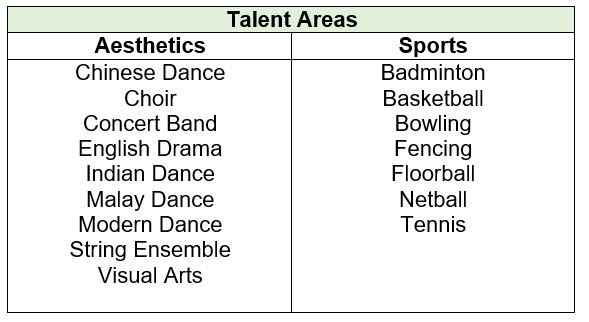 Talent Areas
Aesthetics
Sports
Chinese Dance
Choir
Concert Band
English Drama
Indian Dance
Malay Dance
Modern Dance
String Ensemble
Visual Arts
Badminton
Basketball
Bowling
Fencing
Floorball
Netball
Tennis